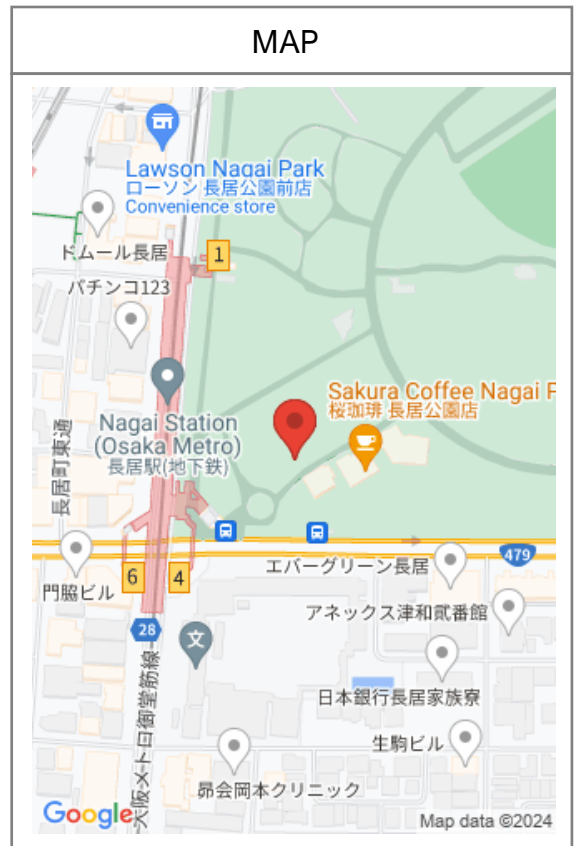 MAP
Lawson Nagai Park
ローソン 長居公園前店
Convenience store
ドムール長居
1
パチンコ123
Sakura Coffee Nagai P
桜珈琲 長居公園店
Nagai Station
(Osaka Metro)
長居駅(地下鉄)
長居町東通
479
エバーグリーン長居
門脇ビル
6
4
アネックス津和貮番館
28
文
日本銀行長居家族寮
生駒ビル
大阪メトロ御堂筋線
昴会岡本クリニック
Google
Map data ©2024